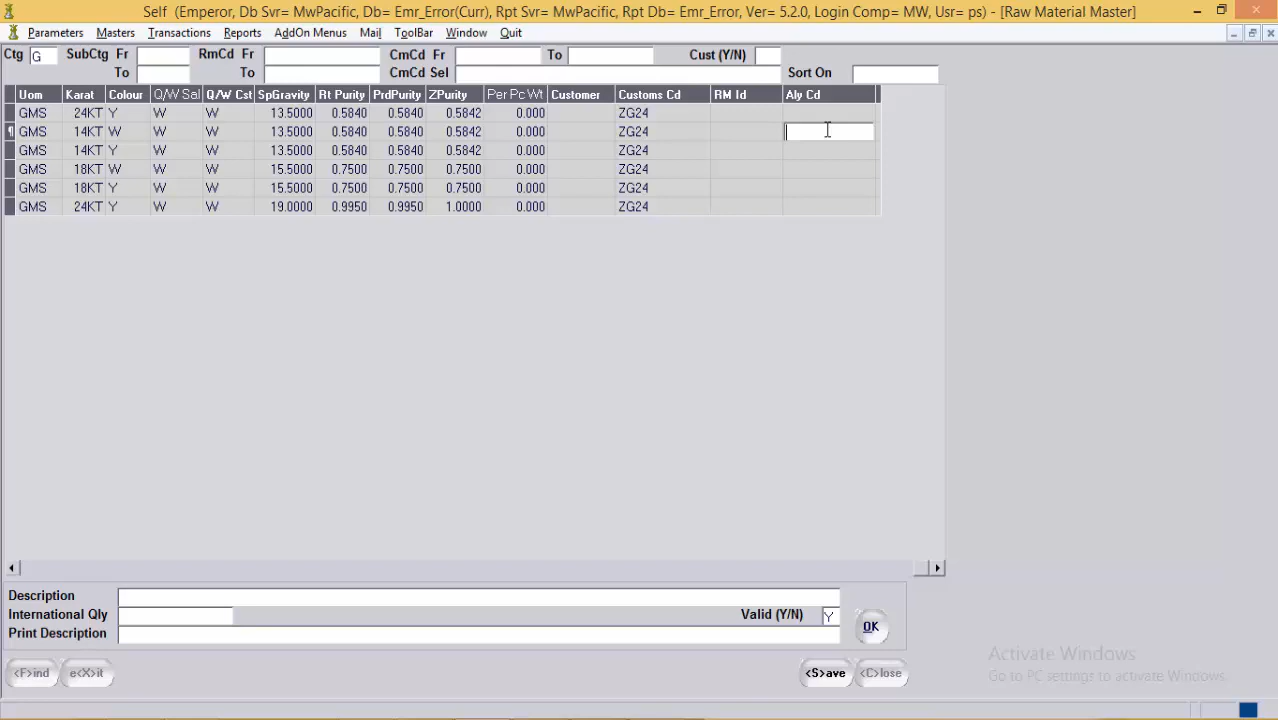 Self (Emperor, Db Svr= MwPacific, Db= Emr_Error(Curr), Rpt Svr= MwPacific, Rpt Db= Emr_Error, Ver= 5.2.0, Login Comp= MW, Usr= ps) - [Raw Material Master]
Parameters Masters Transactions Reports AddOn Menus Mail ToolBar Window Quit
Ctg G SubCtg Fr RmCd Fr CmCd Fr To Cust (Y/N)
To To CmCd Sel Sort On
Uom Karat Colour Q/W Sal Q/W Cst SpGravity Rt Purity PrdPurity ZPurity Per Pc Wt Customer Customs Cd RM Id Aly Cd
GMS 24KT Y W W 13.5000 0.5840 0.5840 0.5842 0.000 ZG24
GMS 14KT W W W 13.5000 0.5840 0.5840 0.5842 0.000 ZG24
GMS 14KT Y W W 13.5000 0.5840 0.5840 0.5842 0.000 ZG24
GMS 18KT W W W 15.5000 0.7500 0.7500 0.7500 0.000 ZG24
GMS 18KT Y W W 15.5000 0.7500 0.7500 0.7500 0.000 ZG24
GMS 24KT Y W W 19.0000 0.9950 0.9950 1.0000 0.000 ZG24
Description
International Qly Valid (Y/N) Y
Print Description
OK
<F>ind e<X>it <S>ave <C>lose
Activate Windows
Go to PC settings to activate Windows.